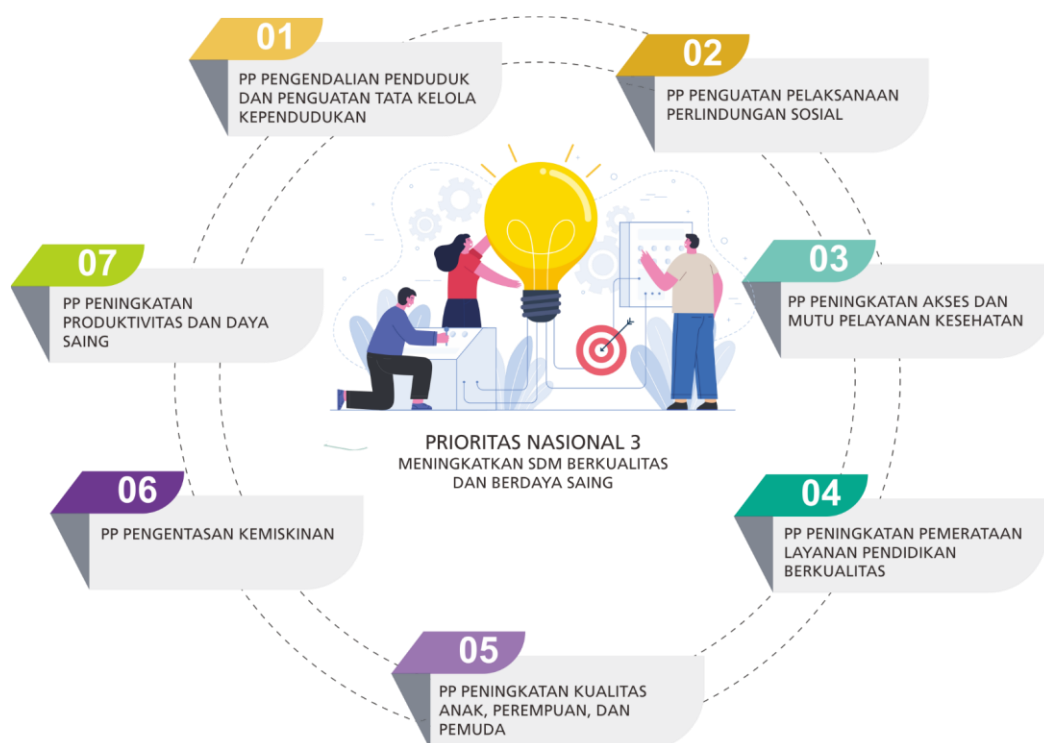 01
PP PENGENDALIAN PENDUDUK
DAN PENGUATAN TATA KELOLA
KEPENDUDUKAN
02
PP PENGUATAN PELAKSANAAN
PERLINDUNGAN SOSIAL
03
PP PENINGKATAN AKSES DAN
MUTU PELAYANAN KESEHATAN
04
PP PENINGKATAN PEMERATAAN
LAYANAN PENDIDIKAN
BERKUALITAS
05
PP PENINGKATAN KUALITAS
ANAK, PEREMPUAN, DAN
PEMUDA
06
PP PENGENTASAN KEMISKINAN
07
PP PENINGKATAN
PRODUKTIVITAS DAN DAYA
SAING
PRIORITAS NASIONAL 3
MENINGKATKAN SDM BERKUALITAS
DAN BERDAYA SAING